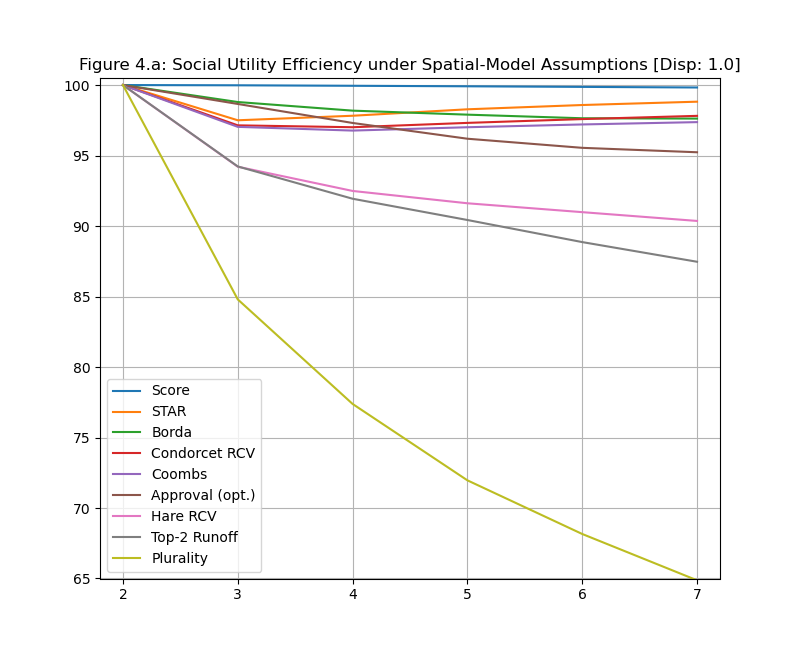 Figure 4.a: Social Utility Efficiency under Spatial-Model Assumptions [Disp: 1.0]
100
95
90
85
80
75
70
65
Score
STAR
Borda
Condorcet RCV
Coombs
Approval (opt.)
Hare RCV
Top-2 Runoff
Plurality
2 3 4 5 6 7